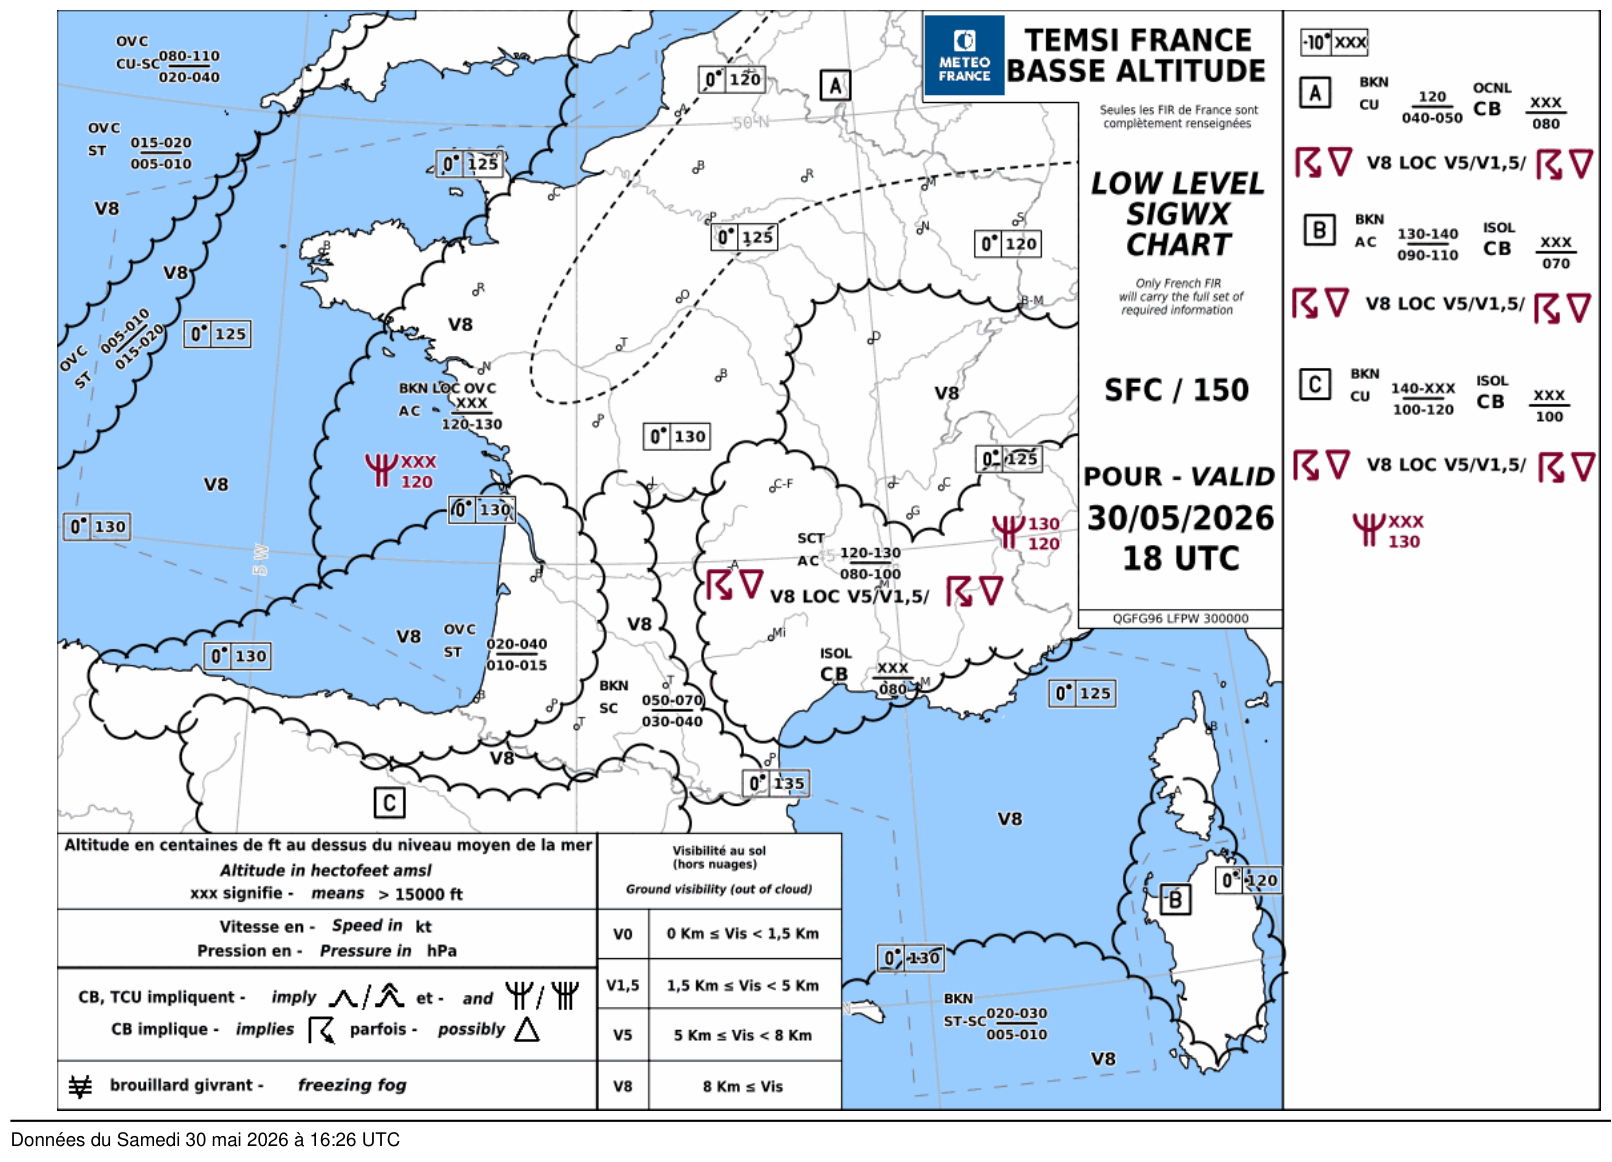 OVC
CU-SC 080-110
020-040
OVC
ST
015-020
005-010
V8
V8
OVC
ST
005-010
015-020
0° 125
0° 125
0° 120
A
50°N
0° 125
0° 120
A
B
R
M
S
C
P
N
B
R
O
B-M
V8
T
D
N
B
V8
BKN LOC OVC
AC
XXX
120-130
P
0° 130
0° 125
XXX
120
V8
L
C-F
L
C
G
0° 130
0° 130
130
120
5°W
45
SCT
AC
120-130
080-100
A
M
B
V8 LOC V5/V1,5/
V8
OVC
ST
020-040
010-015
V8
Mi
ISOL
CB
XXX
080
N
M
0° 130
BKN
SC
050-070
030-040
T
B
P
T
0° 125
B
V8
P
0° 135
C
A
V8
B
0° 120
0° 130
BKN
ST-SC 020-030
005-010
V8
METEO
FRANCE
TEMSI FRANCE
BASSE ALTITUDE
Seules les FIR de France sont
complètement renseignées
LOW LEVEL
SIGWX
CHART
Only French FIR
will carry the full set of
required information
SFC / 150
POUR - VALID
30/05/2026
18 UTC
QGFG96 LFPW 300000
-10° XXX
A
BKN
CU
120
040-050
OCNL
CB
XXX
080
V8 LOC V5/V1,5/
B
BKN
AC
130-140
090-110
ISOL
CB
XXX
070
V8 LOC V5/V1,5/
C
BKN
CU
140-XXX
100-120
ISOL
CB
XXX
100
V8 LOC V5/V1,5/
XXX
130
Altitude en centaines de ft au dessus du niveau moyen de la mer
Altitude in hectofeet amsl
xxx signifie - means > 15000 ft
Vitesse en - Speed in kt
Pression en - Pressure in hPa
CB, TCU impliquent - imply / et - and /
CB implique - implies parfois - possibly
brouillard givrant - freezing fog
Visibilité au sol
(hors nuages)
Ground visibility (out of cloud)
V0 0 Km ≤ Vis < 1,5 Km
V1,5 1,5 Km ≤ Vis < 5 Km
V5 5 Km ≤ Vis < 8 Km
V8 8 Km ≤ Vis
Données du Samedi 30 mai 2026 à 16:26 UTC